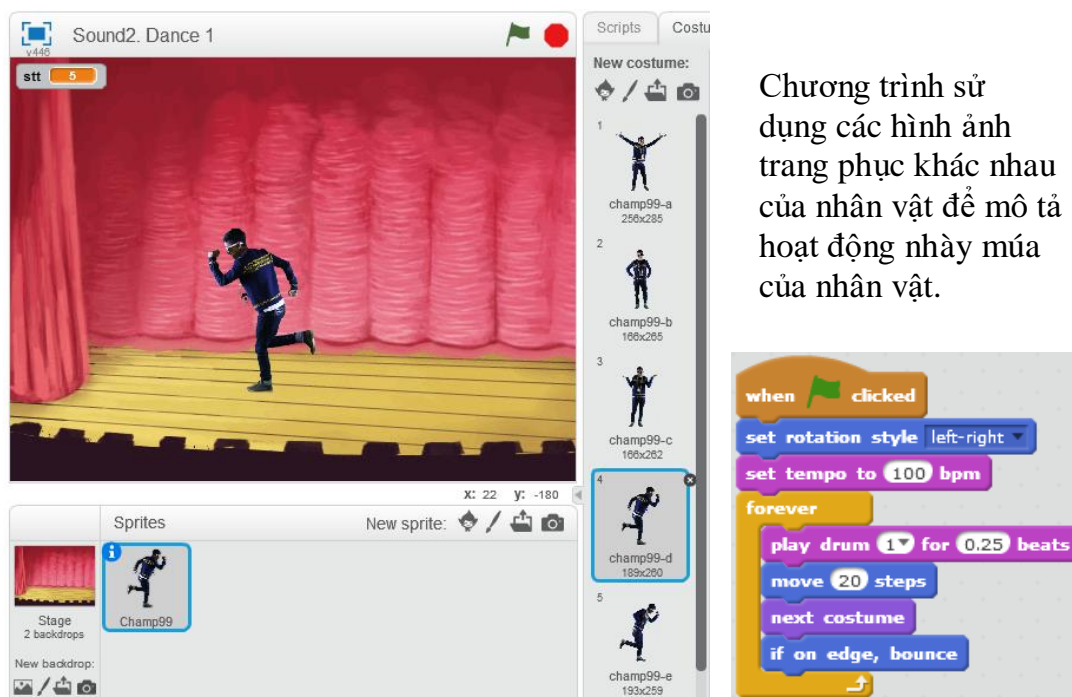 Sound2. Dance 1
v446
stt 5
X: 22 y: -180
Sprites
New sprite:
Stage
2 backdrops
New backdrop:
Champ99
Scripts
Costu
New costume:
1
champ99-a
256x285
2
champ99-b
166x265
3
champ99-c
166x262
4
champ99-d
189x260
5
champ99-e
193x259
Chương trình sử
dụng các hình ảnh
trang phục khác nhau
của nhân vật để mô tả
hoạt động nhày múa
của nhân vật.
when clicked
set rotation style left-right
set tempo to 100 bpm
forever
play drum 1 for 0.25 beats
move 20 steps
next costume
if on edge, bounce